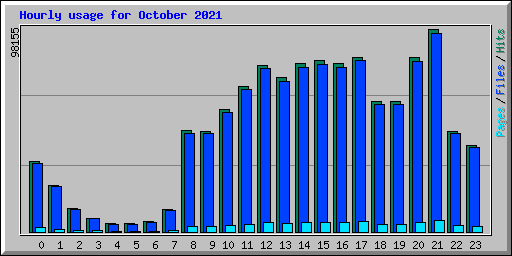 Hourly usage for October 2021
98155
Pages/Files/Hits
0 1 2 3 4 5 6 7 8 9 10 11 12 13 14 15 16 17 18 19 20 21 22 23